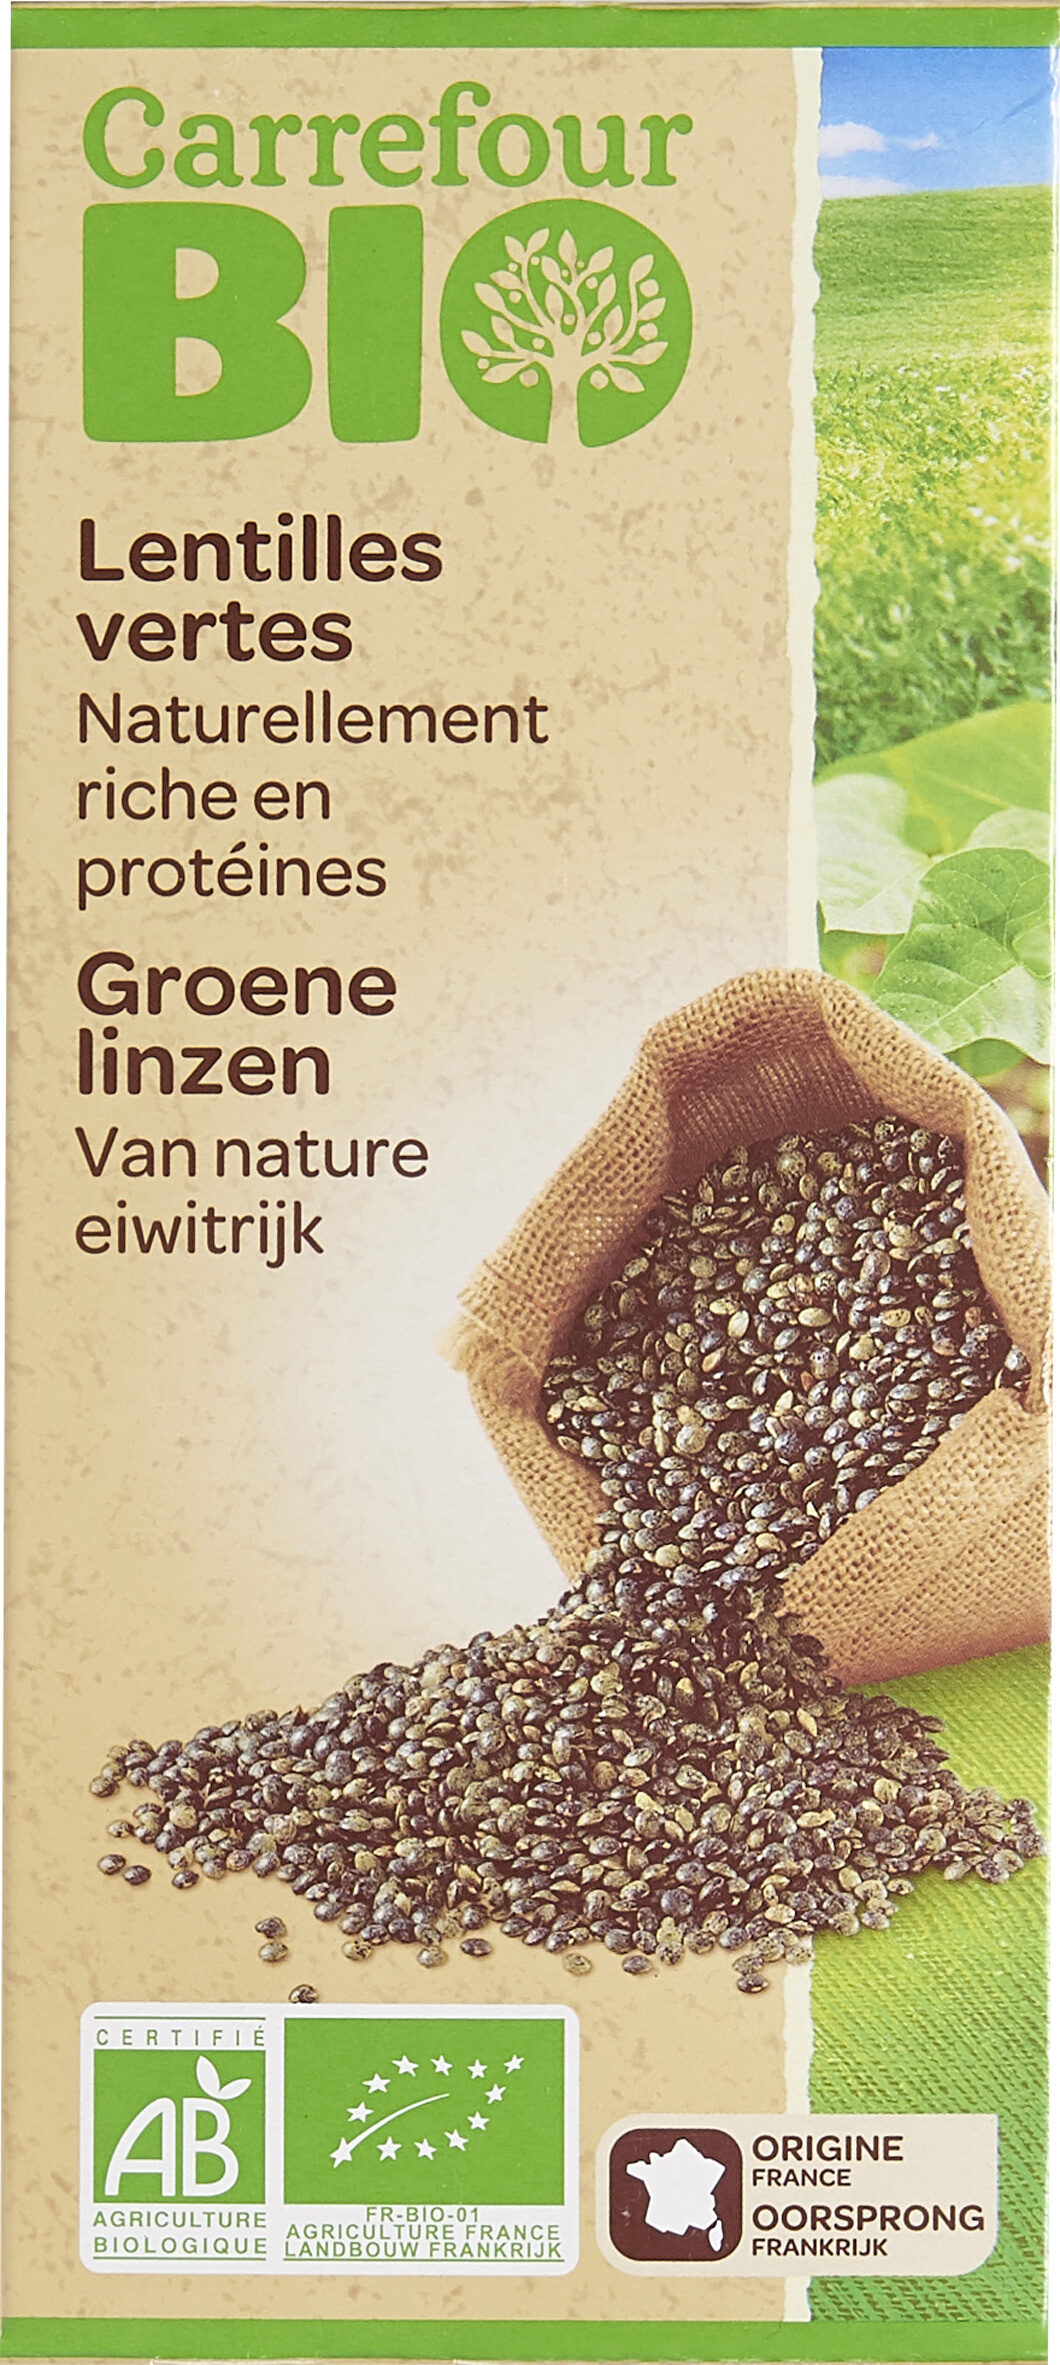 Carrefour
BIO
Lentilles
vertes
Naturellement
riche en
protéines
Groene
linzen
Van nature
eiwitrijk
CERTIFIÉ
AB
AGRICULTURE
BIOLOGIQUE
FR-BIO-01
AGRICULTURE FRANCE
LANDBOUW FRANKRIJK
ORIGINE
FRANCE
OORSPRONG
FRANKRIJK